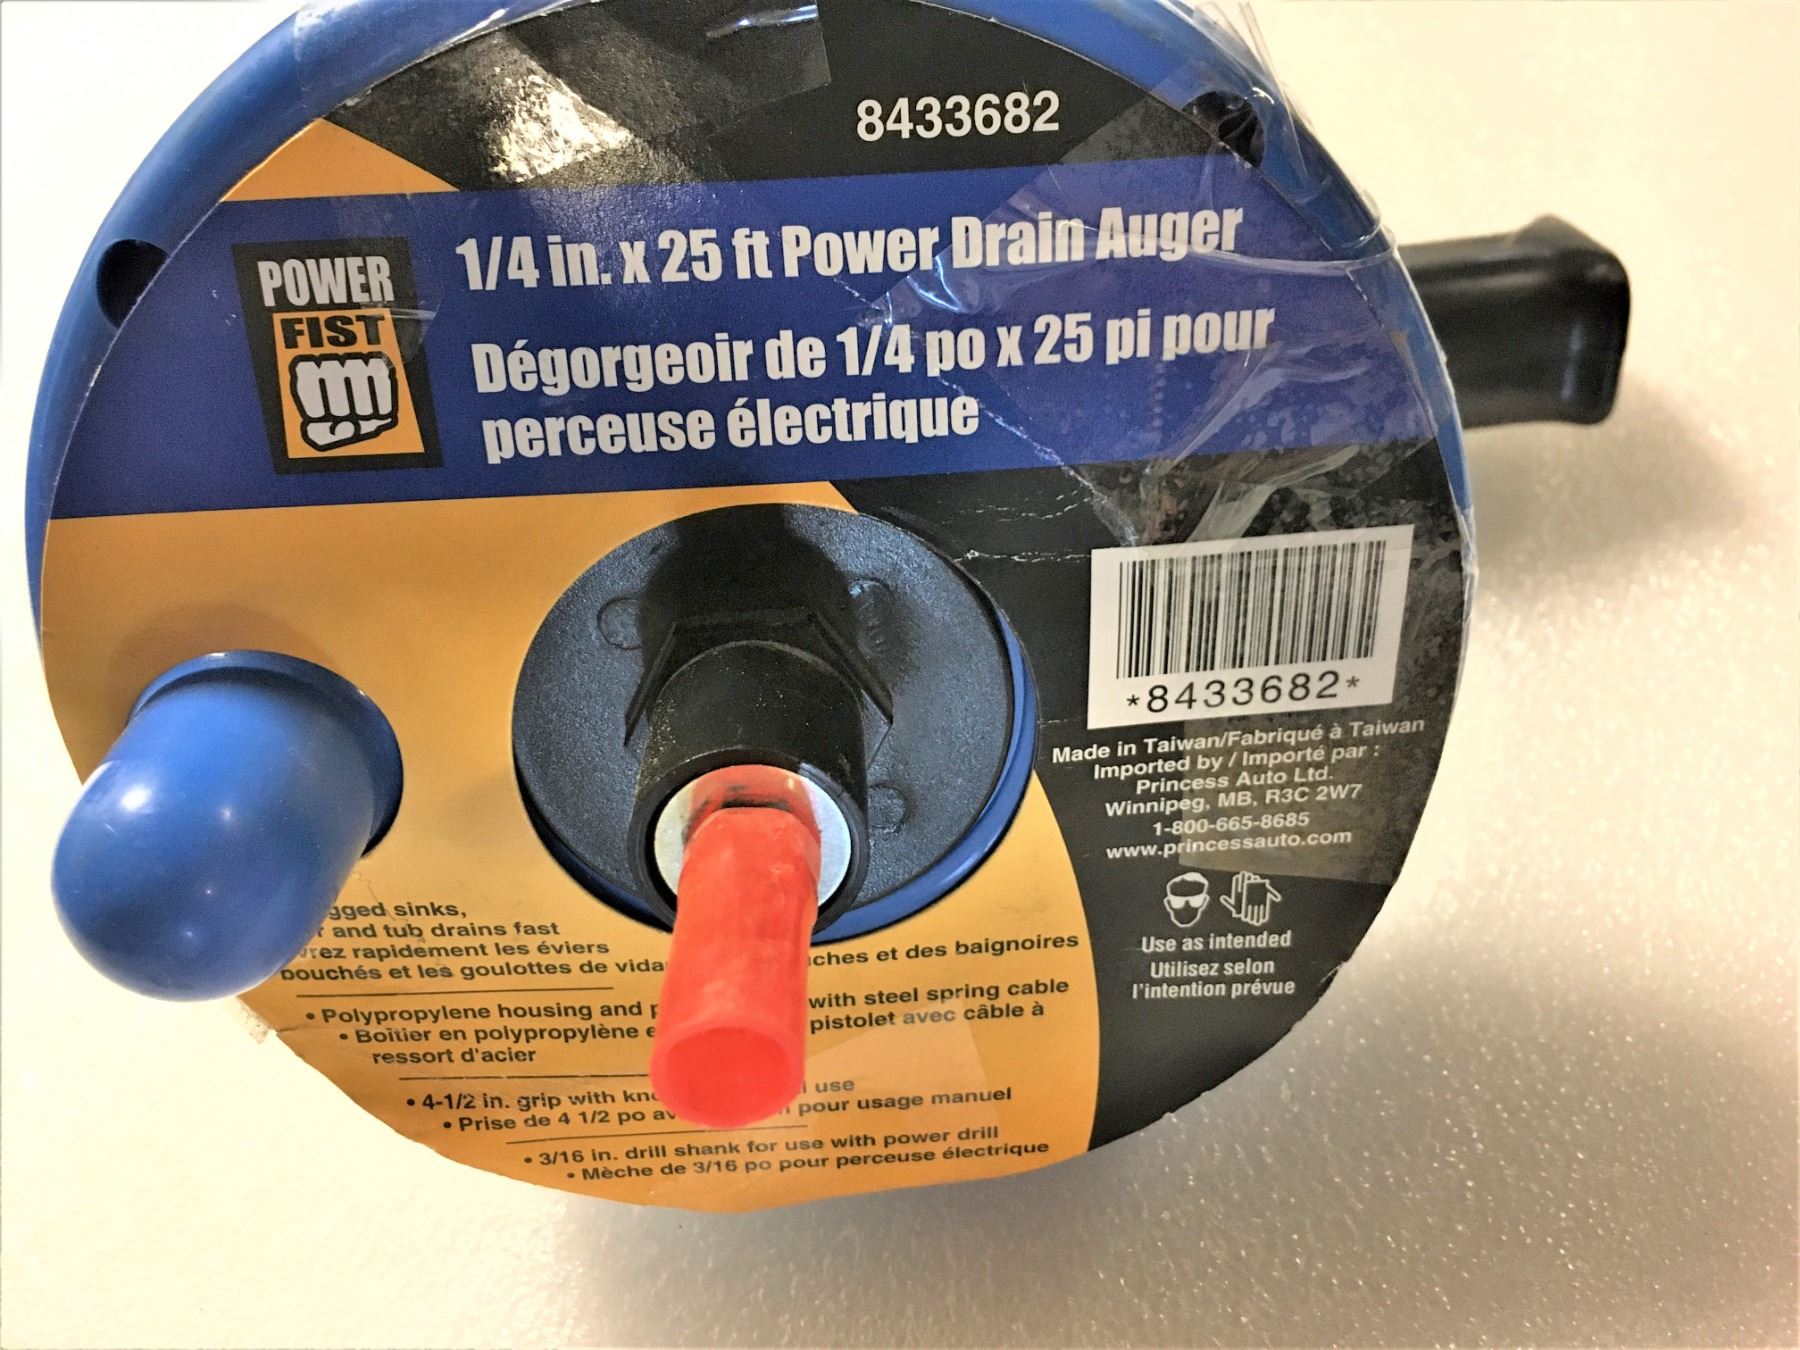 8433682
POWER
FIST
1/4 in. x 25 ft Power Drain Auger
Dégorgeoir de 1/4 po x 25 pi pour
perceuse électrique
*8433682*
Made in Taiwan/Fabriqué à Taiwan
Imported by / Importé par :
Princess Auto Ltd.
Winnipeg, MB, R3C 2W7
1-800-665-8685
www.princessauto.com
Use as intended
Utilisez selon
l'intention prévue
sinks,
and tub drains fast
rapidement les éviers
bouchés et les goulottes de et des baignoires
• Polypropylene housing and with steel spring cable
• Boîtier en polypropylène pistolet avec câble à
ressort d'acier
• 4-1/2 in. grip with use
• Prise de 4 1/2 po pour usage manuel
• 3/16 in. drill shank for use with power drill
• Mèche de 3/16 po pour perceuse électrique